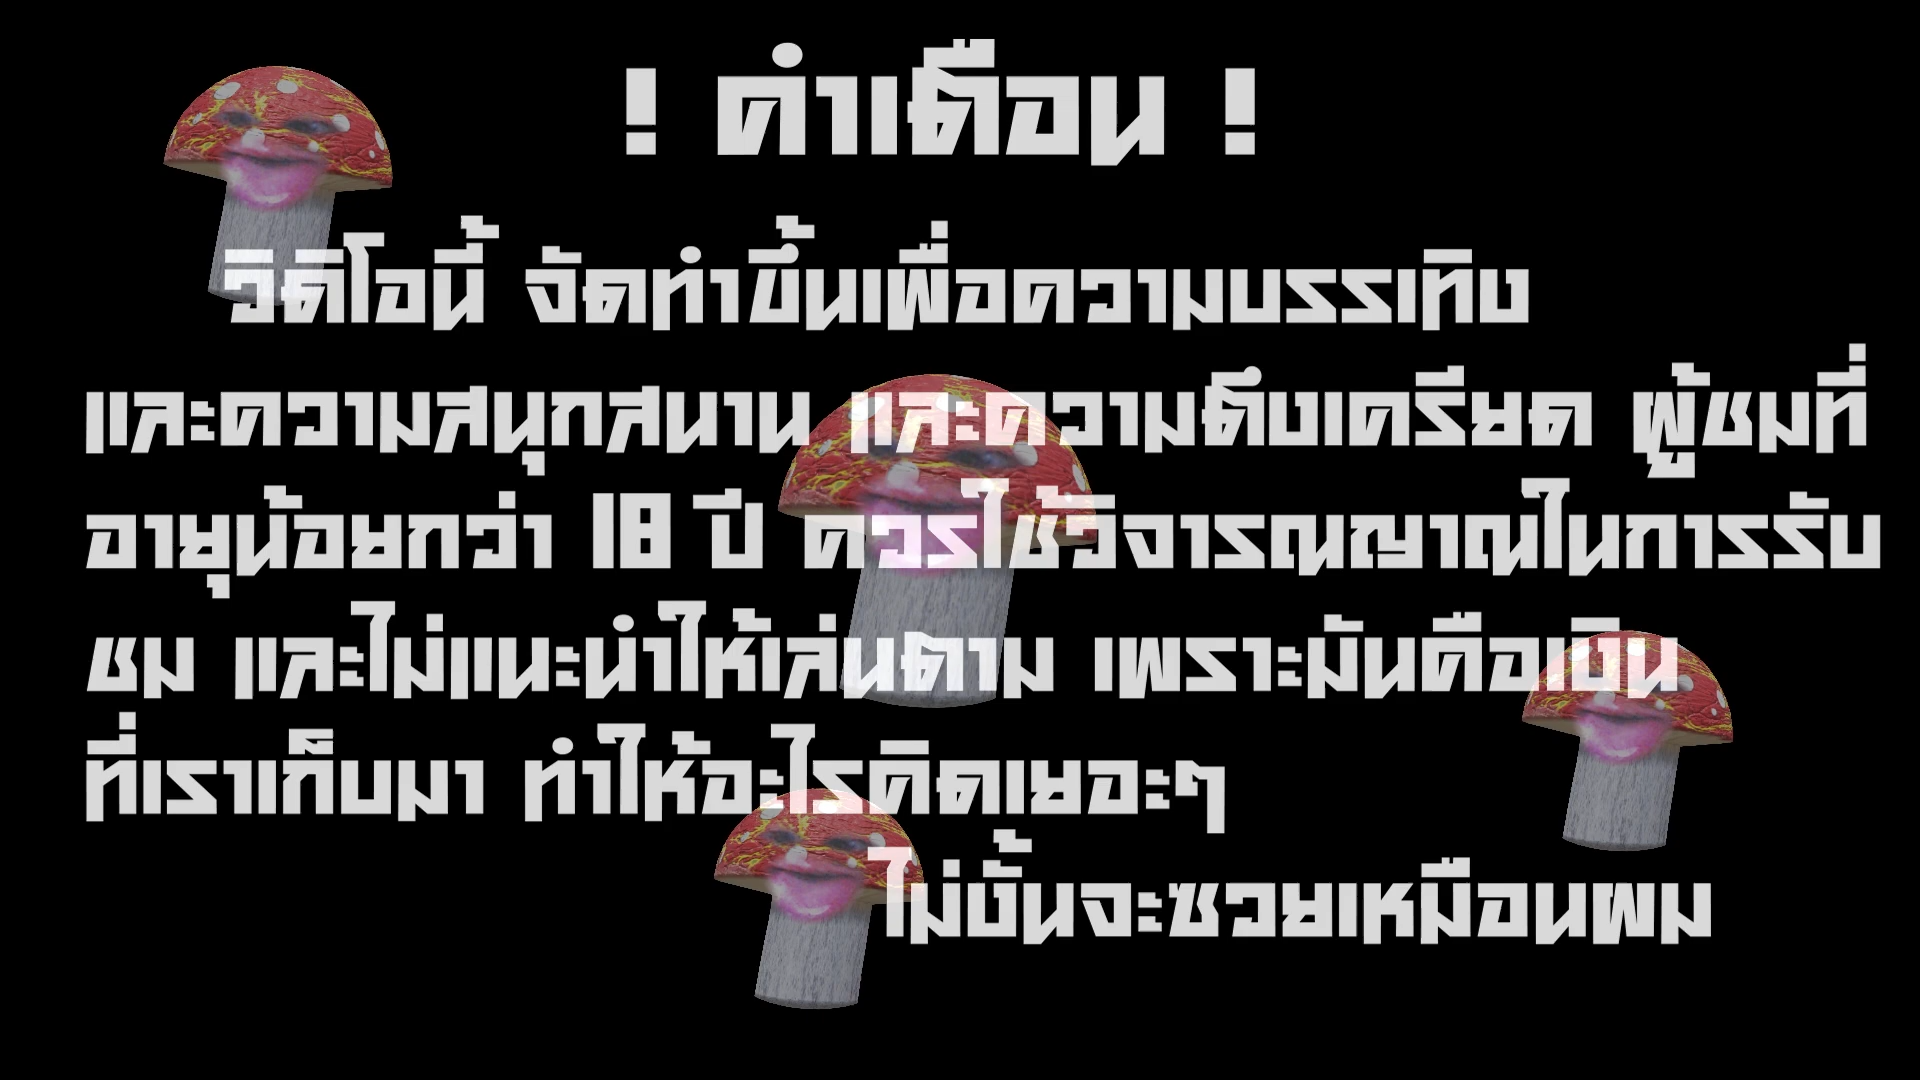 ! คำเตือน !
วิดิโอนี้ จัดทำขึ้นเพื่อความบรรเทิง
และความสนุกสนาน และความตึงเครียด ผู้ชมที่
อายุน้อยกว่า 18 ปี ควรใช้วิจารณญาณในการรับ
ชม และไม่แนะนำให้เล่นตาม เพราะมันคือเงิน
ที่เราเก็บมา ทำให้อะไรคิดเยอะๆ
ไม่งั้นจะซวยเหมือนผม